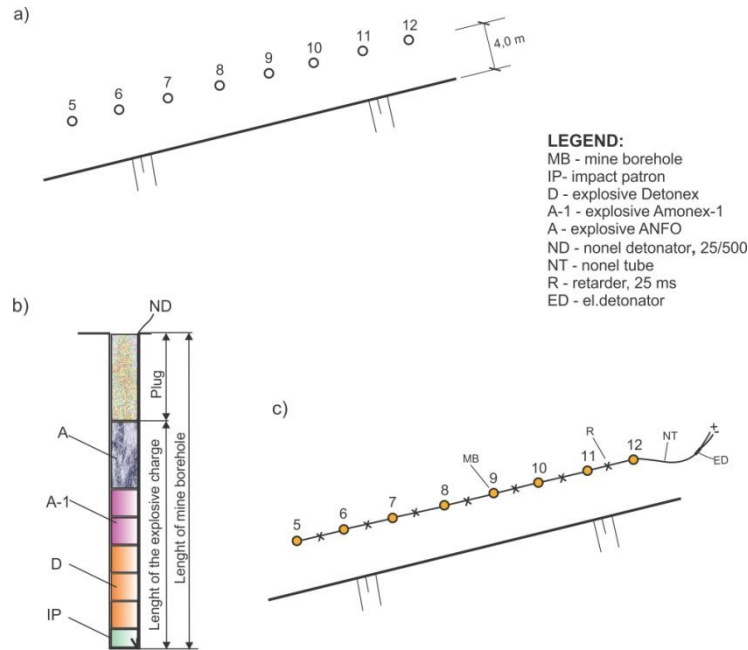 a)
5
6
7
8
9
10
11
12
4,0 m
LEGEND:
MB - mine borehole
IP- impact patron
D - explosive Detonex
A-1 - explosive Amonex-1
A - explosive ANFO
ND - nonel detonator, 25/500
NT - nonel tube
R - retarder, 25 ms
ED - el.detonator
b)
ND
A
A-1
D
IP
Plug
Lenght of the explosive charge
Lenght of mine borehole
c)
5
6
7
8
MB
9
10
11
R
12
NT
+
-
ED